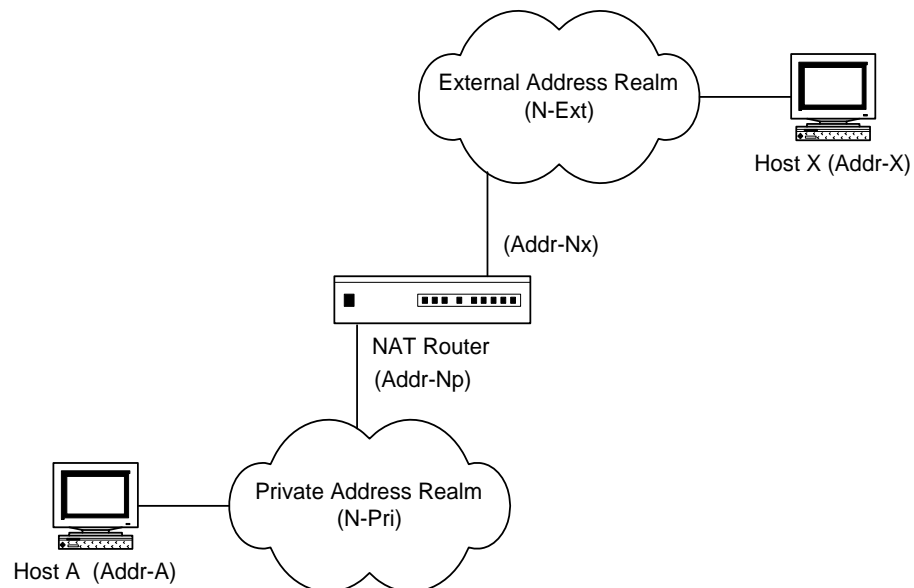 External Address Realm
(N-Ext)
Host X (Addr-X)
(Addr-Nx)
NAT Router
(Addr-Np)
Private Address Realm
(N-Pri)
Host A (Addr-A)